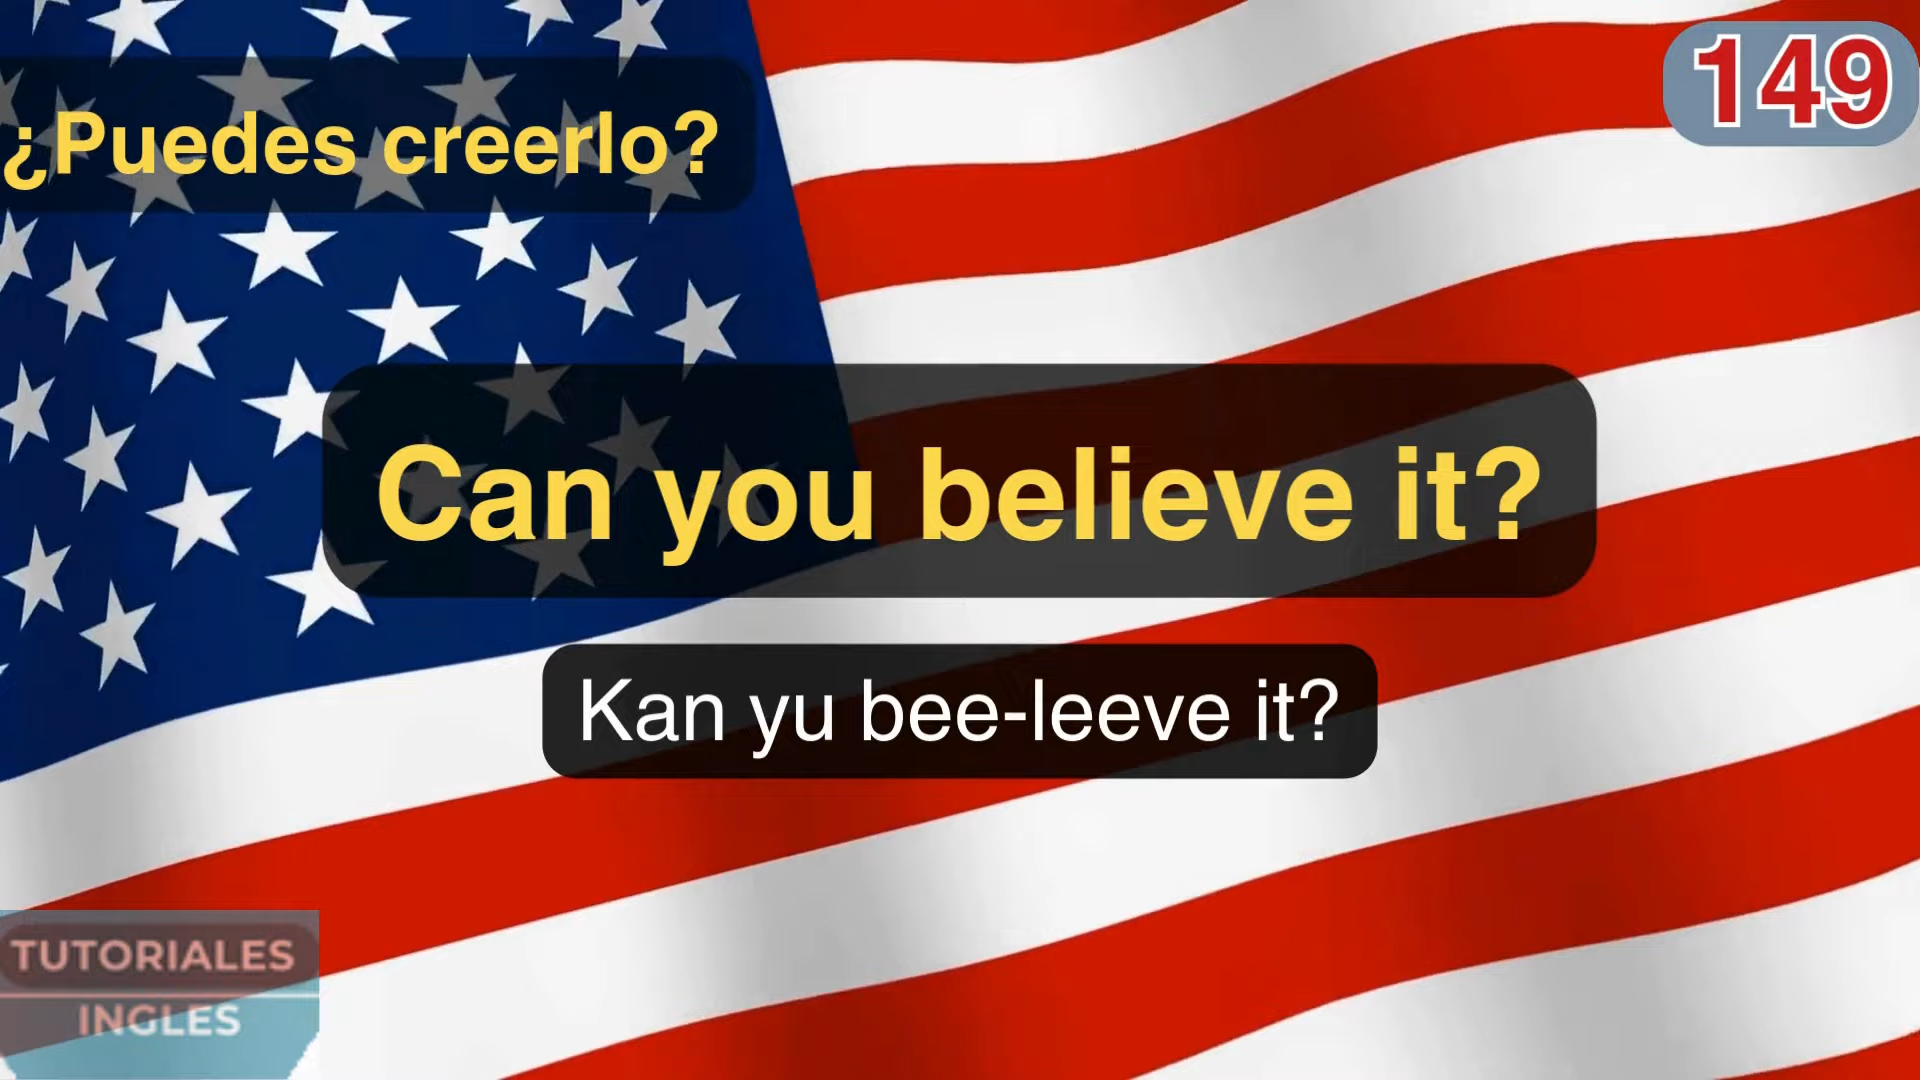 149
¿Puedes creerlo?
Can you believe it?
Kan yu bee-leeve it?
TUTORIALES
INGLES